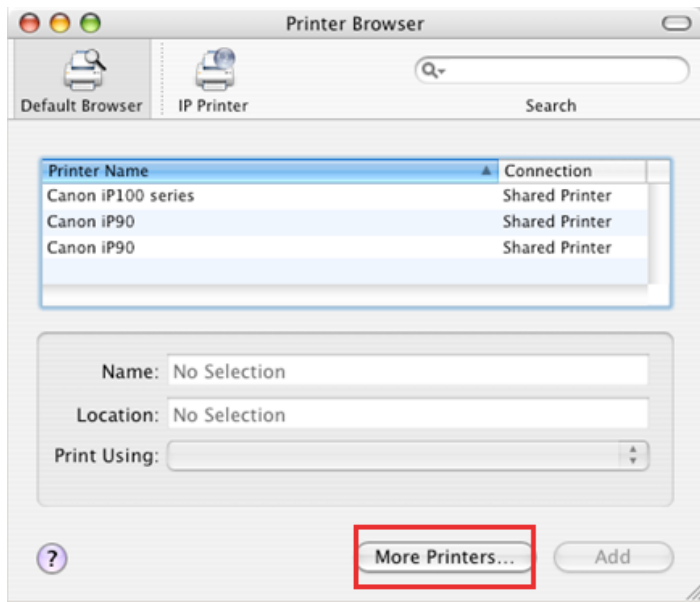 Printer Browser
Default Browser
IP Printer
Search
Printer Name Connection
Canon iP100 series Shared Printer
Canon iP90 Shared Printer
Canon iP90 Shared Printer
Name: No Selection
Location: No Selection
Print Using:
? More Printers... Add